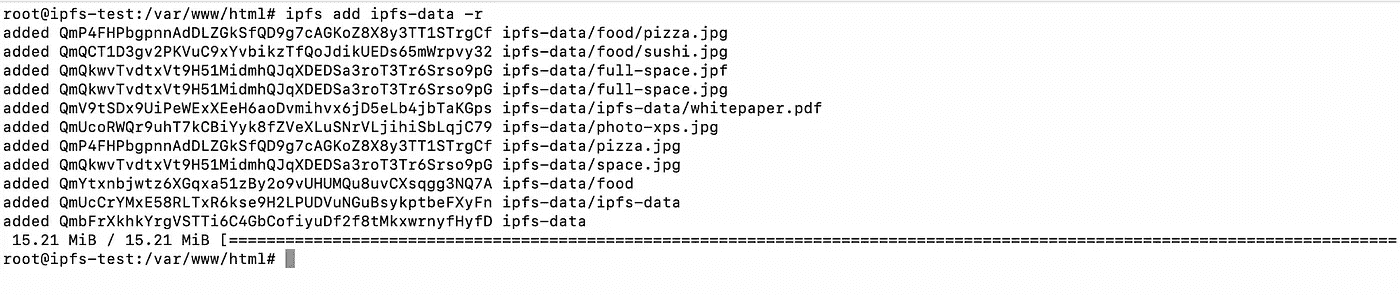 root@ipfs-test:/var/www/html# ipfs add ipfs-data -r
added QmP4FHPbgpnnAdDLZGkSfQD9g7cAGKoZ8X8y3TT1STrgCf ipfs-data/food/pizza.jpg
added QmQCT1D3gv2PKVuC9xYvbikzTfQoJdikUEDs65mWrpvy32 ipfs-data/food/sushi.jpg
added QmQkwvTvdtxVt9H51MidmhQJqXDEDSa3roT3Tr6Srso9pG ipfs-data/full-space.jpf
added QmQkwvTvdtxVt9H51MidmhQJqXDEDSa3roT3Tr6Srso9pG ipfs-data/full-space.jpg
added QmV9tSDx9UiPeWExXEeH6aoDvmihvx6jD5eLb4jbTaKGps ipfs-data/ipfs-data/whitepaper.pdf
added QmUcoRWQr9uhT7kCBiYyk8fZVeXLuSNrVLjihiSbLqjC79 ipfs-data/photo-xps.jpg
added QmP4FHPbgpnnAdDLZGkSfQD9g7cAGKoZ8X8y3TT1STrgCf ipfs-data/pizza.jpg
added QmQkwvTvdtxVt9H51MidmhQJqXDEDSa3roT3Tr6Srso9pG ipfs-data/space.jpg
added QmYtxnbjwtz6XGqxa51zBy2o9vUHUMQu8uvCXsqgg3NQ7A ipfs-data/food
added QmUcCrYMxE58RLTxR6kse9H2LPUDVuNGuBsykptbeFXyFn ipfs-data/ipfs-data
added QmbFrXkhkYrgVSTTi6C4GbCofiyuDf2f8tMkxwrnyfHyfD ipfs-data
15.21 MiB / 15.21 MiB [============================================================================================================================
root@ipfs-test:/var/www/html#